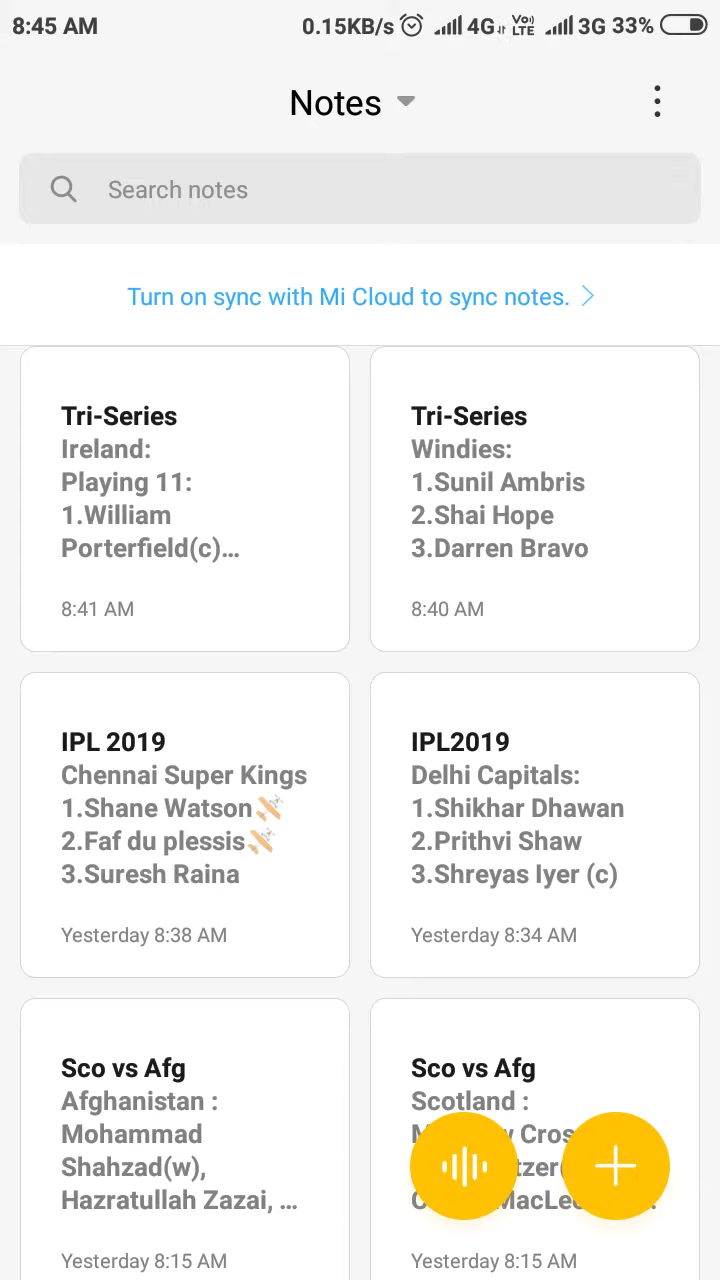 8:45 AM 0.15KB/s 4G VoLTE 3G 33%
Notes
Search notes
Turn on sync with Mi Cloud to sync notes.
Tri-Series
Ireland:
Playing 11:
1.William
Porterfield(c)...
8:41 AM
Tri-Series
Windies:
1.Sunil Ambris
2.Shai Hope
3.Darren Bravo
8:40 AM
IPL 2019
Chennai Super Kings
1.Shane Watson🏏
2.Faf du plessis🏏
3.Suresh Raina
Yesterday 8:38 AM
IPL2019
Delhi Capitals:
1.Shikhar Dhawan
2.Prithvi Shaw
3.Shreyas Iyer (c)
Yesterday 8:34 AM
Sco vs Afg
Afghanistan :
Mohammad
Shahzad(w),
Hazratullah Zazai, ...
Yesterday 8:15 AM
Sco vs Afg
Scotland :
Yesterday 8:15 AM